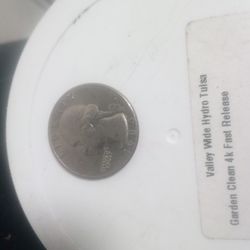 Valley Wide Hydro Tulsa
Garden Clean 4k Fast Release